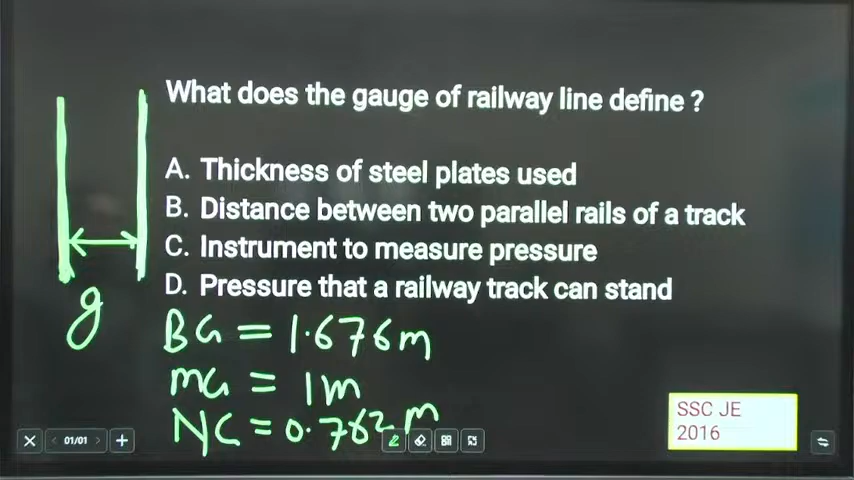 What does the gauge of railway line define ?
A. Thickness of steel plates used
B. Distance between two parallel rails of a track
C. Instrument to measure pressure
D. Pressure that a railway track can stand
g
BG = 1.676m
MG = 1m
NG = 0.762m
SSC JE
2016
01/01